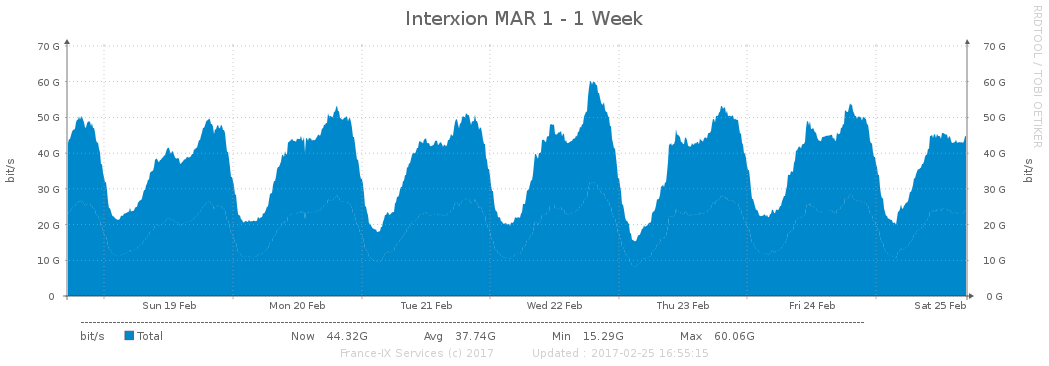 Interxion MAR 1 - 1 Week
RRDTOOL / TOBI OETIKER
70 G 70 G
60 G 60 G
50 G 50 G
40 G 40 G
30 G 30 G
20 G 20 G
10 G 10 G
0 0 G
bit/s bit/s
Sun 19 Feb Mon 20 Feb Tue 21 Feb Wed 22 Feb Thu 23 Feb Fri 24 Feb Sat 25 Feb
bit/s Total Now 44.32G Avg 37.74G Min 15.29G Max 60.06G
France-IX Services (c) 2017 Updated : 2017-02-25 16:55:15